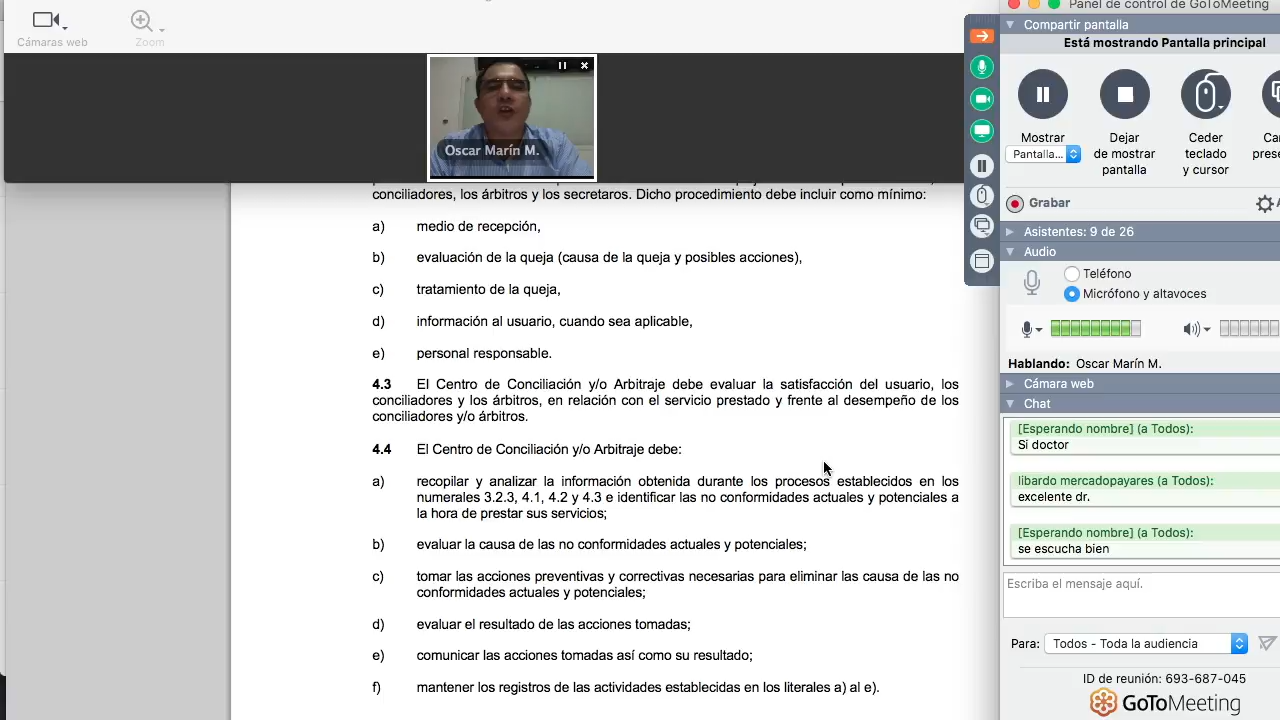 Cámaras web
Zoom
Oscar Marín M.
conciliadores, los árbitros y los secretaros. Dicho procedimiento debe incluir como mínimo:
a) medio de recepción,
b) evaluación de la queja (causa de la queja y posibles acciones),
c) tratamiento de la queja,
d) información al usuario, cuando sea aplicable,
e) personal responsable.
4.3 El Centro de Conciliación y/o Arbitraje debe evaluar la satisfacción del usuario, los
conciliadores y los árbitros, en relación con el servicio prestado y frente al desempeño de los
conciliadores y/o árbitros.
4.4 El Centro de Conciliación y/o Arbitraje debe:
a) recopilar y analizar la información obtenida durante los procesos establecidos en los
numerales 3.2.3, 4.1, 4.2 y 4.3 e identificar las no conformidades actuales y potenciales a
la hora de prestar sus servicios;
b) evaluar la causa de las no conformidades actuales y potenciales;
c) tomar las acciones preventivas y correctivas necesarias para eliminar las causa de las no
conformidades actuales y potenciales;
d) evaluar el resultado de las acciones tomadas;
e) comunicar las acciones tomadas así como su resultado;
f) mantener los registros de las actividades establecidas en los literales a) al e).
Panel de control de GoToMeeting
Compartir pantalla
Está mostrando Pantalla principal
Mostrar
Pantalla...
Dejar
de mostrar
pantalla
Ceder
teclado
y cursor
Can
prese
Grabar
Asistentes: 9 de 26
Audio
Teléfono
Micrófono y altavoces
Hablando: Oscar Marín M.
Cámara web
Chat
[Esperando nombre] (a Todos):
Si doctor
libardo mercadopayares (a Todos):
excelente dr.
[Esperando nombre] (a Todos):
se escucha bien
Escriba el mensaje aquí.
Para: Todos - Toda la audiencia
ID de reunión: 693-687-045
GoToMeeting